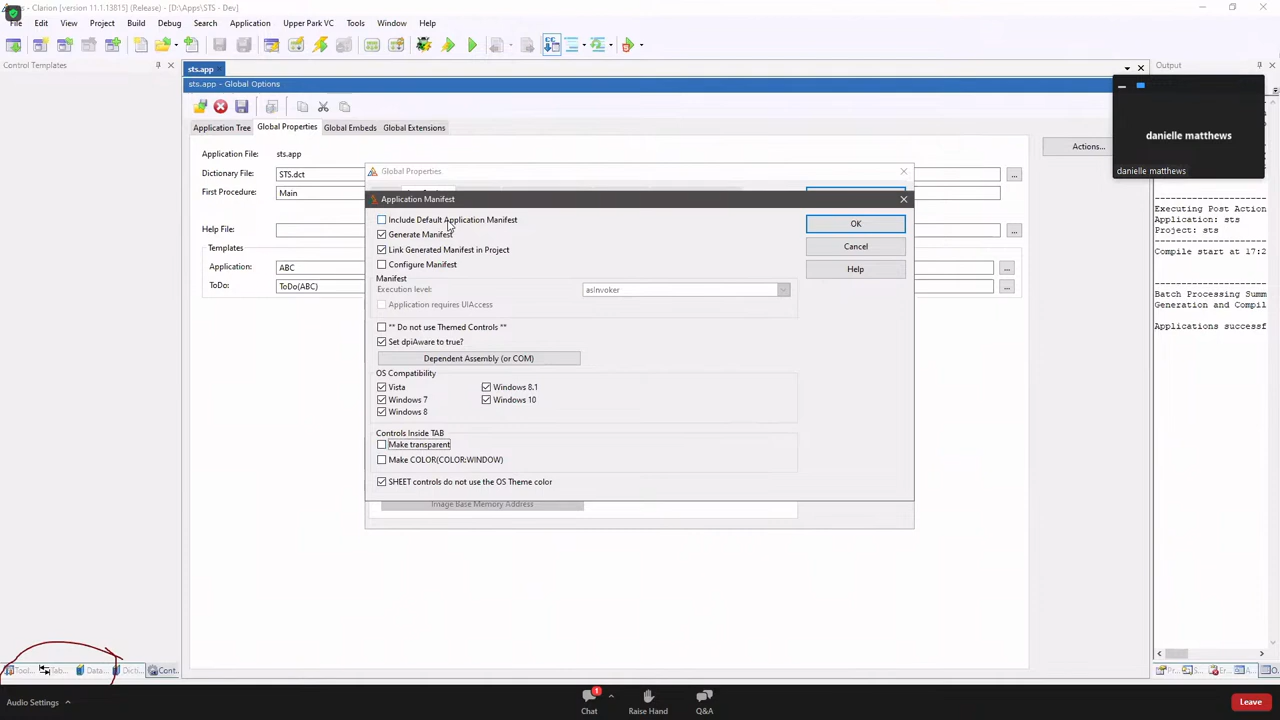 - Clarion (version 11.1.13815) (Release) - [D:\Apps\STS - Dev]
File Edit View Project Build Debug Search Application Upper Park VC Tools Window Help
Control Templates
sts.app
Output
sts.app - Global Options
danielle matthews
danielle matthews
Application Tree Global Properties Global Embeds Global Extensions
Application File: sts.app
Actions...
Dictionary File: STS.dct ...
First Procedure: Main
Help File: ...
Templates
Application: ABC ...
ToDo: ToDo(ABC) ...
Global Properties
Application Manifest
Include Default Application Manifest
Generate Manifest
Link Generated Manifest in Project
Configure Manifest
Manifest
Execution level: asInvoker
Application requires UIAccess
** Do not use Themed Controls **
Set dpiAware to true?
Dependent Assembly (or COM)
OS Compatibility
Vista Windows 8.1
Windows 7 Windows 10
Windows 8
Controls Inside TAB
Make transparent
Make COLOR(COLOR:WINDOW)
SHEET controls do not use the OS Theme color
OK
Cancel
Help
Image Base Memory Address
Executing Post Action
Application: sts
Project: sts
Compile start at 17:2
Batch Processing Summ
Generation and Compil
Applications successf
Tool... Data... Dicti... Cont...
Audio Settings
1
Chat Raise Hand Q&A
Leave